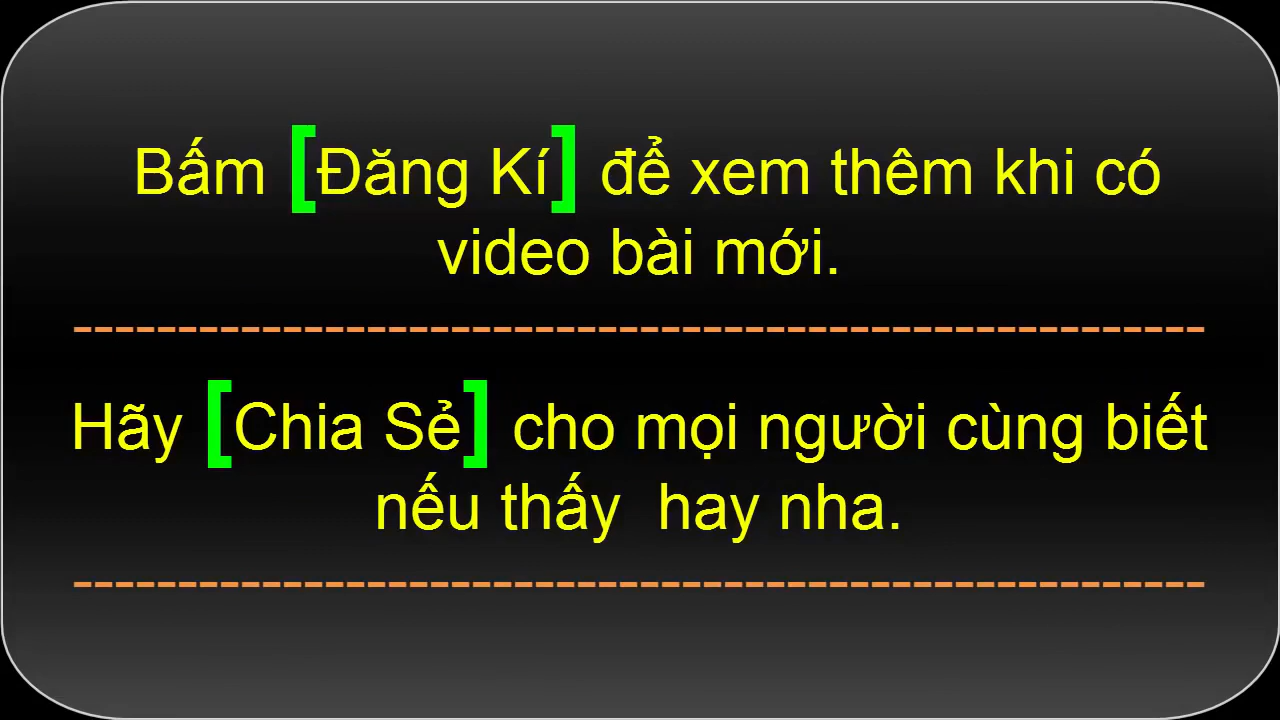 Bấm [Đăng Kí] để xem thêm khi có
video bài mới.
------------------------------------------------------
Hãy [Chia Sẻ] cho mọi người cùng biết
nếu thấy  hay nha.
------------------------------------------------------